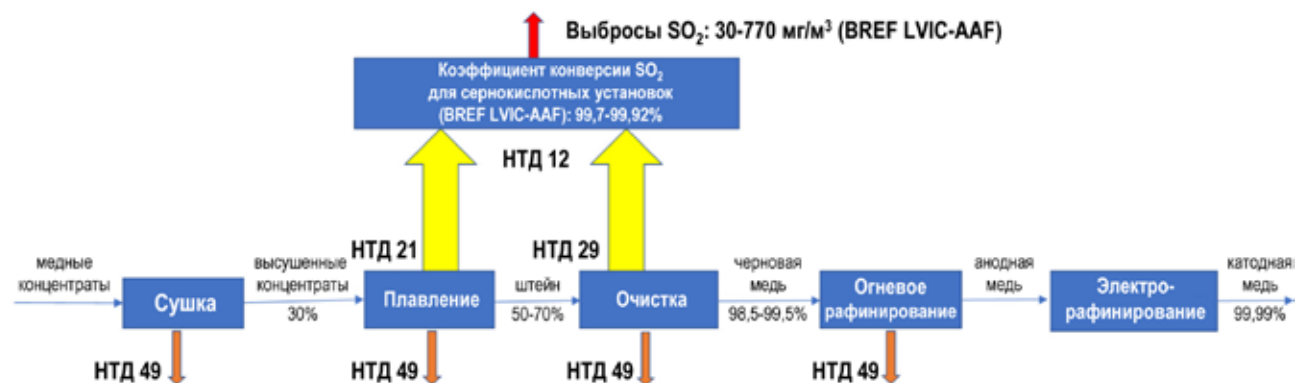 Выбросы SO₂: 30-770 мг/м³ (BREF LVIC-AAF)
Коэффициент конверсии SO₂
для сернокислотных установок
(BREF LVIC-AAF): 99,7-99,92%
НТД 12
НТД 21
НТД 29
медные
концентраты
Сушка
высушенные
концентраты
30%
Плавление
штейн
50-70%
Очистка
черновая
медь
98,5-99,5%
Огневое
рафинирование
анодная
медь
Электро-
рафинирование
катодная
медь
99,99%
НТД 49
НТД 49
НТД 49
НТД 49